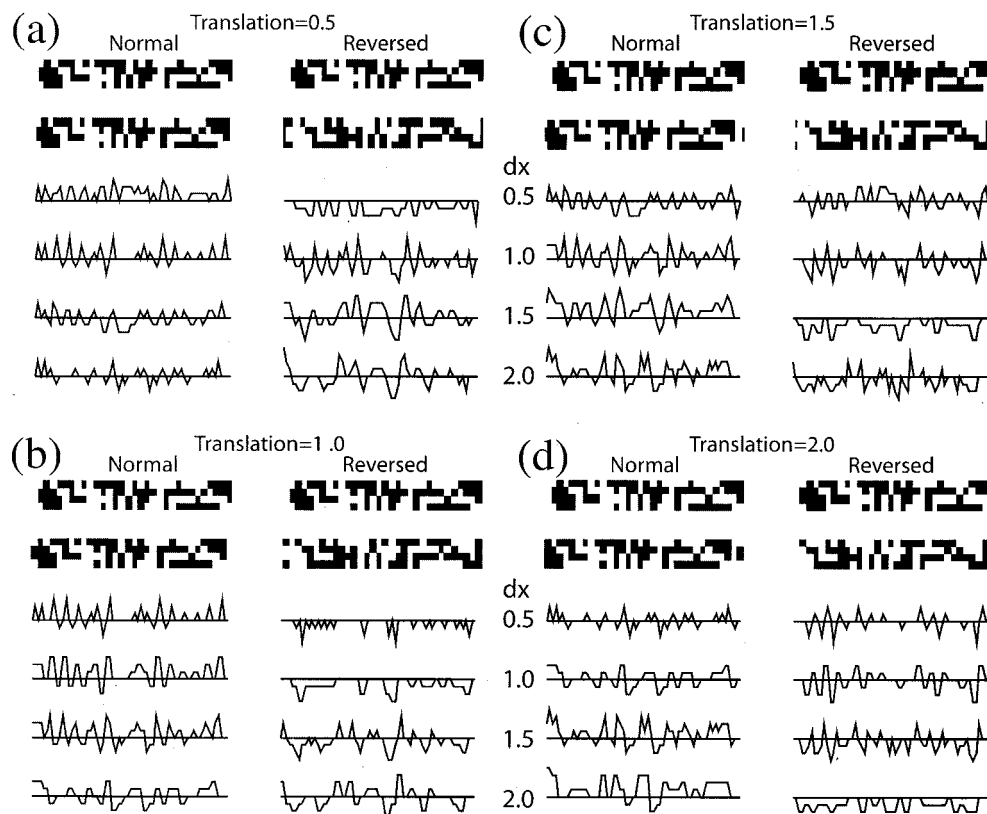 (a) Translation=0.5
Normal Reversed
(c) Translation=1.5
Normal Reversed
dx
0.5
1.0
1.5
2.0
(b) Translation=1.0
Normal Reversed
(d) Translation=2.0
Normal Reversed
dx
0.5
1.0
1.5
2.0